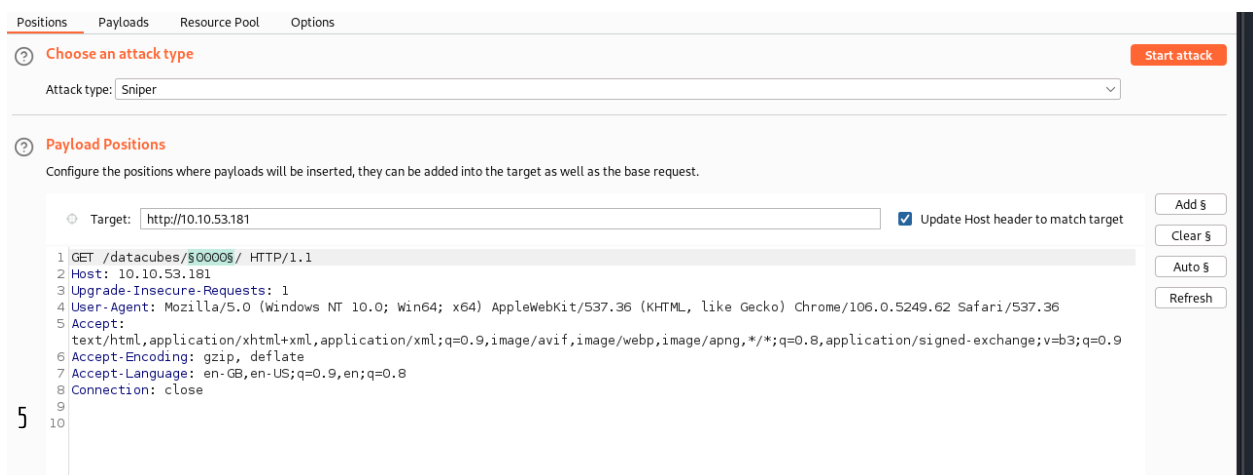 Positions Payloads Resource Pool Options
? Choose an attack type Start attack
Attack type: Sniper
? Payload Positions
Configure the positions where payloads will be inserted, they can be added into the target as well as the base request.
Target: http://10.10.53.181 Update Host header to match target Add §
Clear §
Auto §
Refresh
1 GET /datacubes/§0000§/ HTTP/1.1
2 Host: 10.10.53.181
3 Upgrade-Insecure-Requests: 1
4 User-Agent: Mozilla/5.0 (Windows NT 10.0; Win64; x64) AppleWebKit/537.36 (KHTML, like Gecko) Chrome/106.0.5249.62 Safari/537.36
5 Accept:
text/html,application/xhtml+xml,application/xml;q=0.9,image/avif,image/webp,image/apng,*/*;q=0.8,application/signed-exchange;v=b3;q=0.9
6 Accept-Encoding: gzip, deflate
7 Accept-Language: en-GB,en-US;q=0.9,en;q=0.8
8 Connection: close
9
10
5